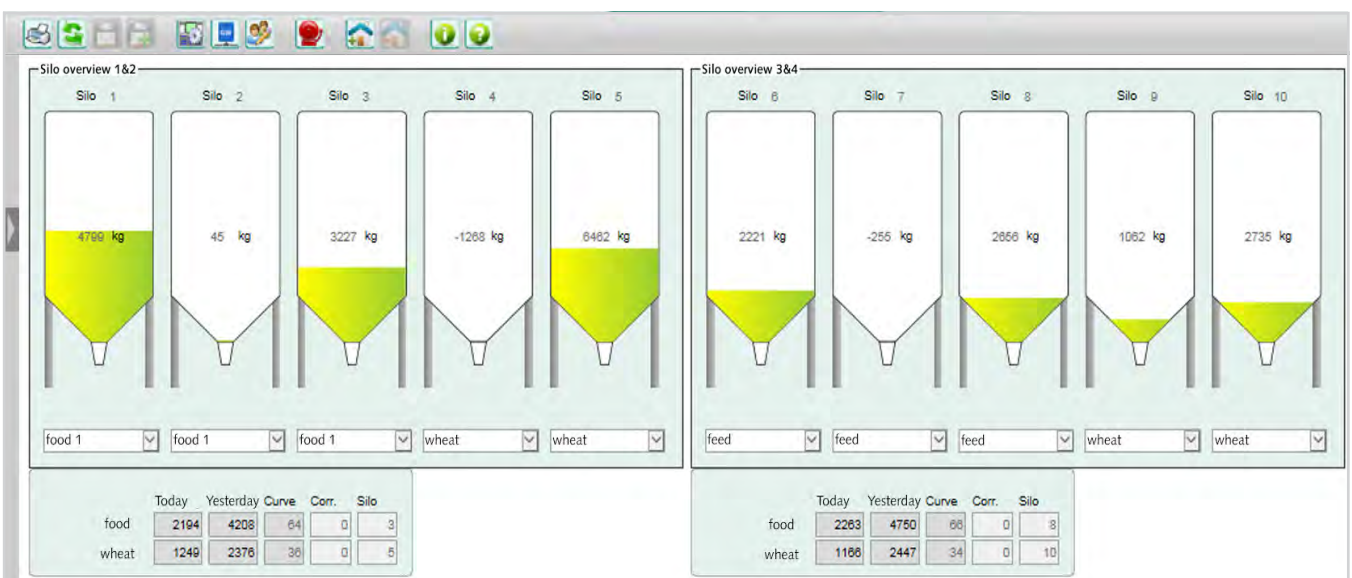 Silo overview 1&2
Silo 1 Silo 2 Silo 3 Silo 4 Silo 5
4799 kg 45 kg 3227 kg -1268 kg 6462 kg
food 1 food 1 food 1 wheat wheat
Today Yesterday Curve Corr. Silo
food 2194 4208 64 0 3
wheat 1249 2376 36 0 5
Silo overview 3&4
Silo 6 Silo 7 Silo 8 Silo 9 Silo 10
2221 kg -255 kg 2656 kg 1062 kg 2735 kg
feed feed feed wheat wheat
Today Yesterday Curve Corr. Silo
food 2263 4750 66 0 8
wheat 1166 2447 34 0 10